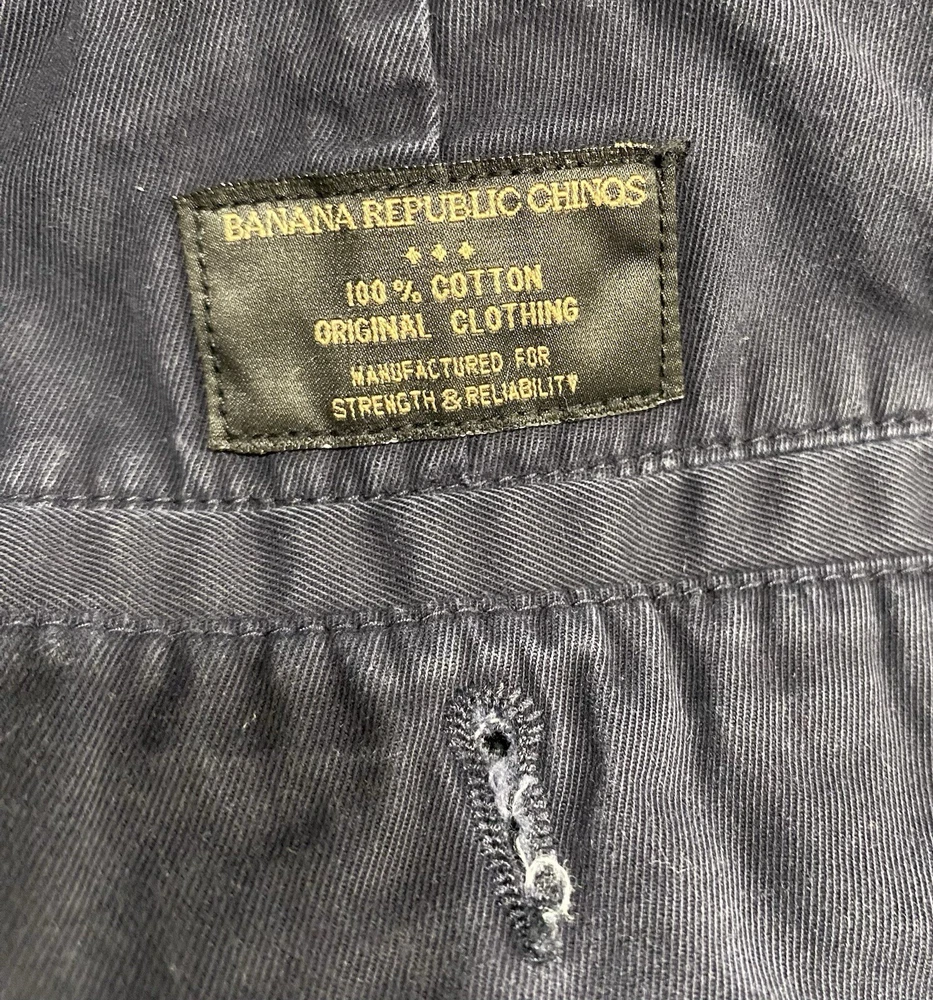 BANANA REPUBLIC CHINOS
100% COTTON
ORIGINAL CLOTHING
MANUFACTURED FOR
STRENGTH & RELIABILITY